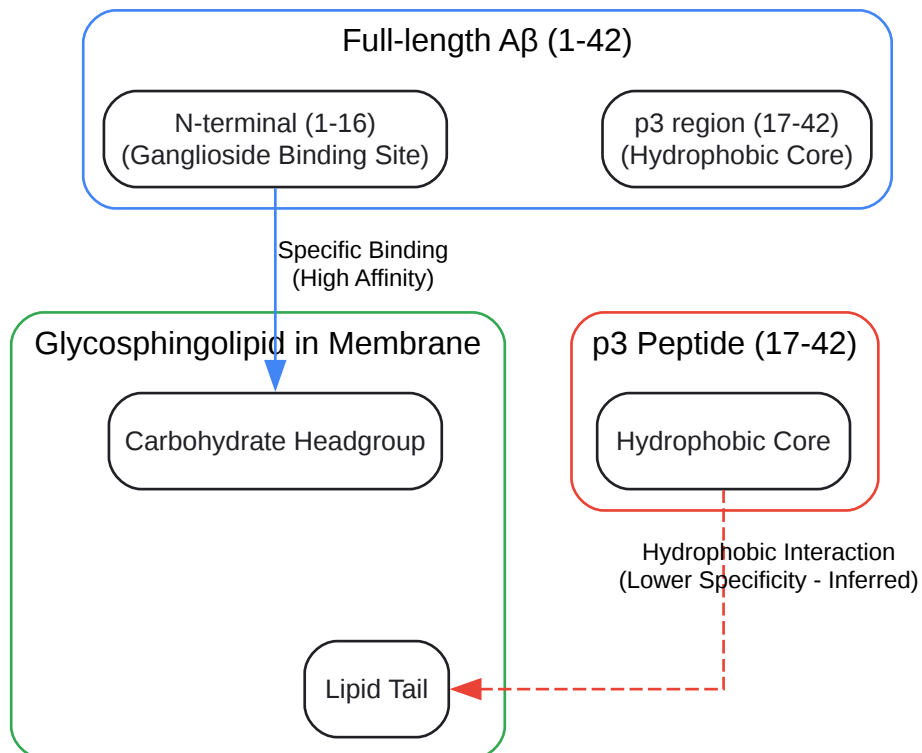 Full-length Aβ (1-42)
N-terminal (1-16)
(Ganglioside Binding Site)
p3 region (17-42)
(Hydrophobic Core)
Specific Binding
(High Affinity)
Glycosphingolipid in Membrane
Carbohydrate Headgroup
p3 Peptide (17-42)
Hydrophobic Core
Hydrophobic Interaction
(Lower Specificity - Inferred)
Lipid Tail